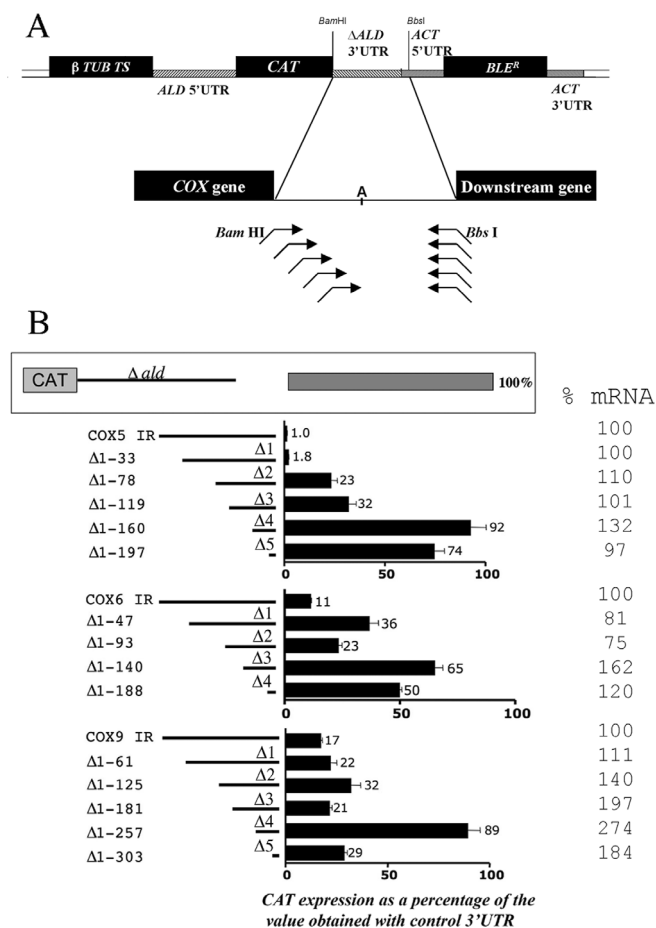 A
BamHI
ΔALD
3'UTR
BbsI
ACT
5'UTR
β TUB TS
CAT
BLER
ALD 5'UTR
ACT
3'UTR
COX gene
A
Downstream gene
Bam HI
Bbs I
B
CAT
Δ ald
100%
% mRNA
COX5 IR 1.0 100
Δ1-33 Δ1 1.8 100
Δ1-78 Δ2 23 110
Δ1-119 Δ3 32 101
Δ1-160 Δ4 92 132
Δ1-197 Δ5 74 97
0 50 100
COX6 IR 11 100
Δ1-47 Δ1 36 81
Δ1-93 Δ2 23 75
Δ1-140 Δ3 65 162
Δ1-188 Δ4 50 120
0 50 100
COX9 IR 17 100
Δ1-61 Δ1 22 111
Δ1-125 Δ2 32 140
Δ1-181 Δ3 21 197
Δ1-257 Δ4 89 274
Δ1-303 Δ5 29 184
0 50 100
CAT expression as a percentage of the
value obtained with control 3'UTR